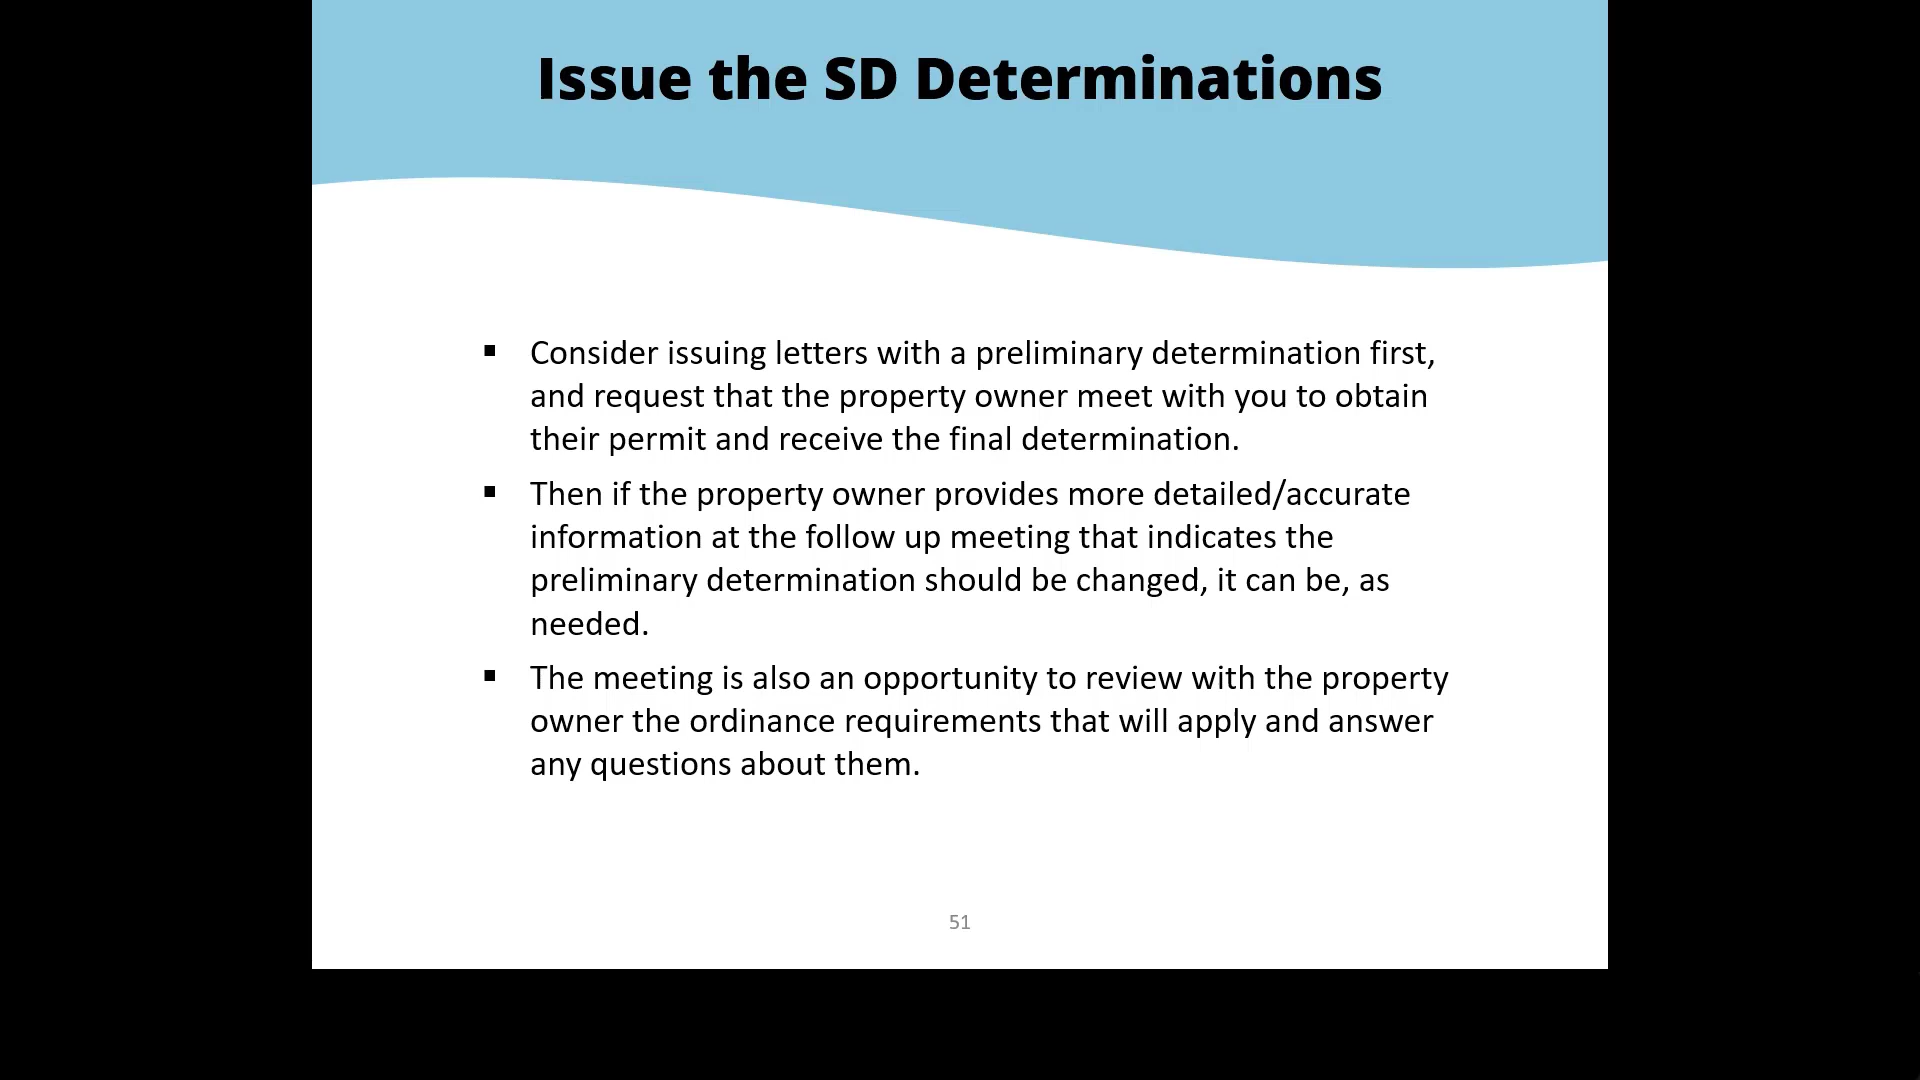 Issue the SD Determinations
▪ Consider issuing letters with a preliminary determination first,
and request that the property owner meet with you to obtain
their permit and receive the final determination.
▪ Then if the property owner provides more detailed/accurate
information at the follow up meeting that indicates the
preliminary determination should be changed, it can be, as
needed.
▪ The meeting is also an opportunity to review with the property
owner the ordinance requirements that will apply and answer
any questions about them.
51